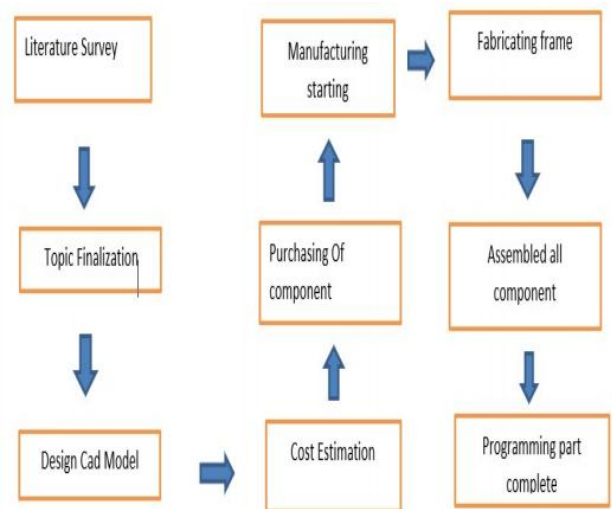 Literature Survey
Topic Finalization
Design Cad Model
Cost Estimation
Purchasing Of
component
Manufacturing
starting
Fabricating frame
Assembled all
component
Programming part
complete